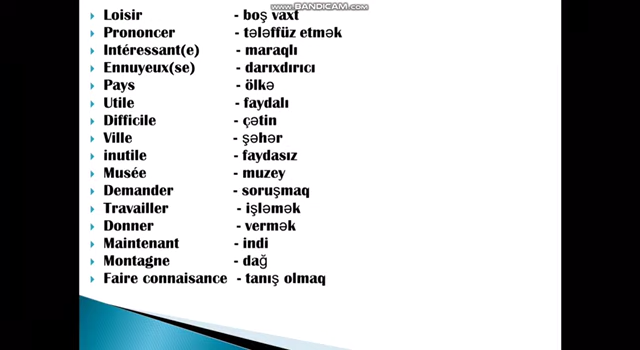 www.BANDICAM.com
Loisir - boş vaxt
Prononcer - tələffüz etmək
Intéressant(e) - maraqlı
Ennuyeux(se) - darıxdırıcı
Pays - ölkə
Utile - faydalı
Difficile - çətin
Ville - şəhər
inutile - faydasız
Musée - muzey
Demander - soruşmaq
Travailler - işləmək
Donner - vermək
Maintenant - indi
Montagne - dağ
Faire connaisance - tanış olmaq